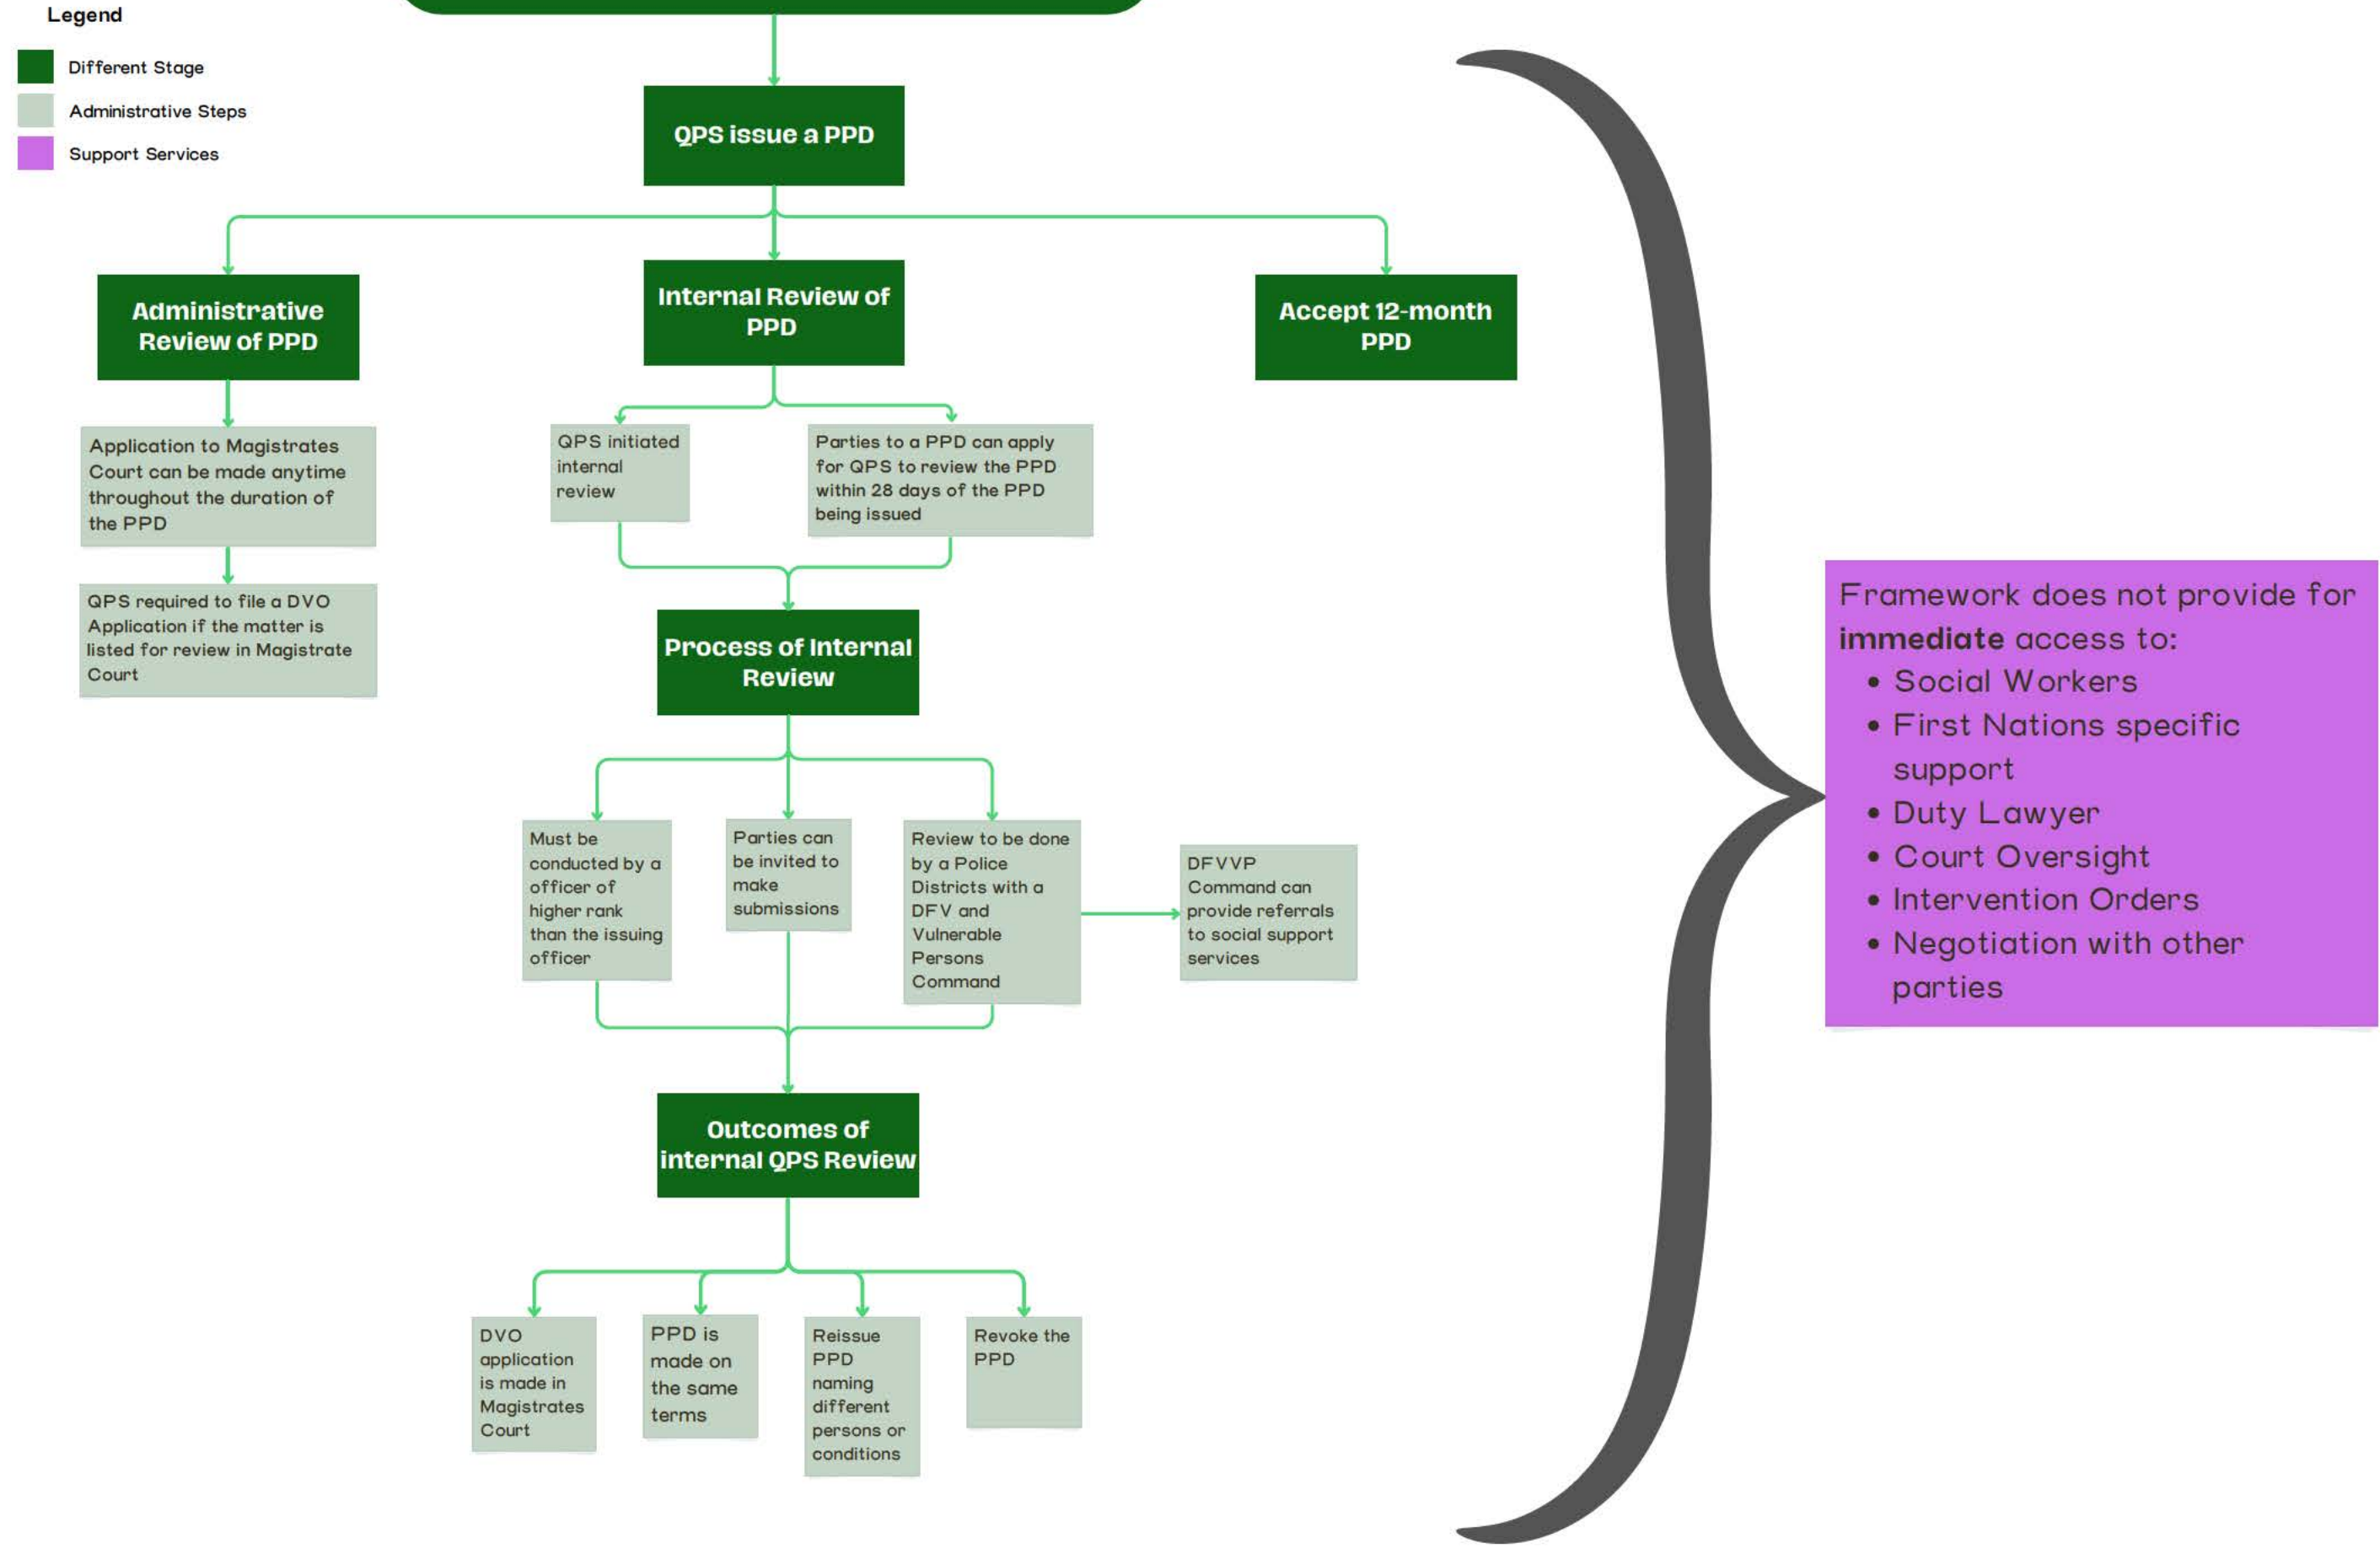 Legend
Different Stage
Administrative Steps
Support Services
QPS issue a PPD
Administrative
Review of PPD
Internal Review of
PPD
Accept 12-month
PPD
Application to Magistrates
Court can be made anytime
throughout the duration of
the PPD
QPS initiated
internal
review
Parties to a PPD can apply
for QPS to review the PPD
within 28 days of the PPD
being issued
QPS required to file a DVO
Application if the matter is
listed for review in Magistrate
Court
Process of Internal
Review
Must be
conducted by a
officer of
higher rank
than the issuing
officer
Parties can
be invited to
make
submissions
Review to be done
by a Police
Districts with a
DFV and
Vulnerable
Persons
Command
DFVVP
Command can
provide referrals
to social support
services
Outcomes of
internal QPS Review
DVO
application
is made in
Magistrates
Court
PPD is
made on
the same
terms
Reissue
PPD
naming
different
persons or
conditions
Revoke the
PPD
Framework does not provide for
immediate access to:
• Social Workers
• First Nations specific
support
• Duty Lawyer
• Court Oversight
• Intervention Orders
• Negotiation with other
parties